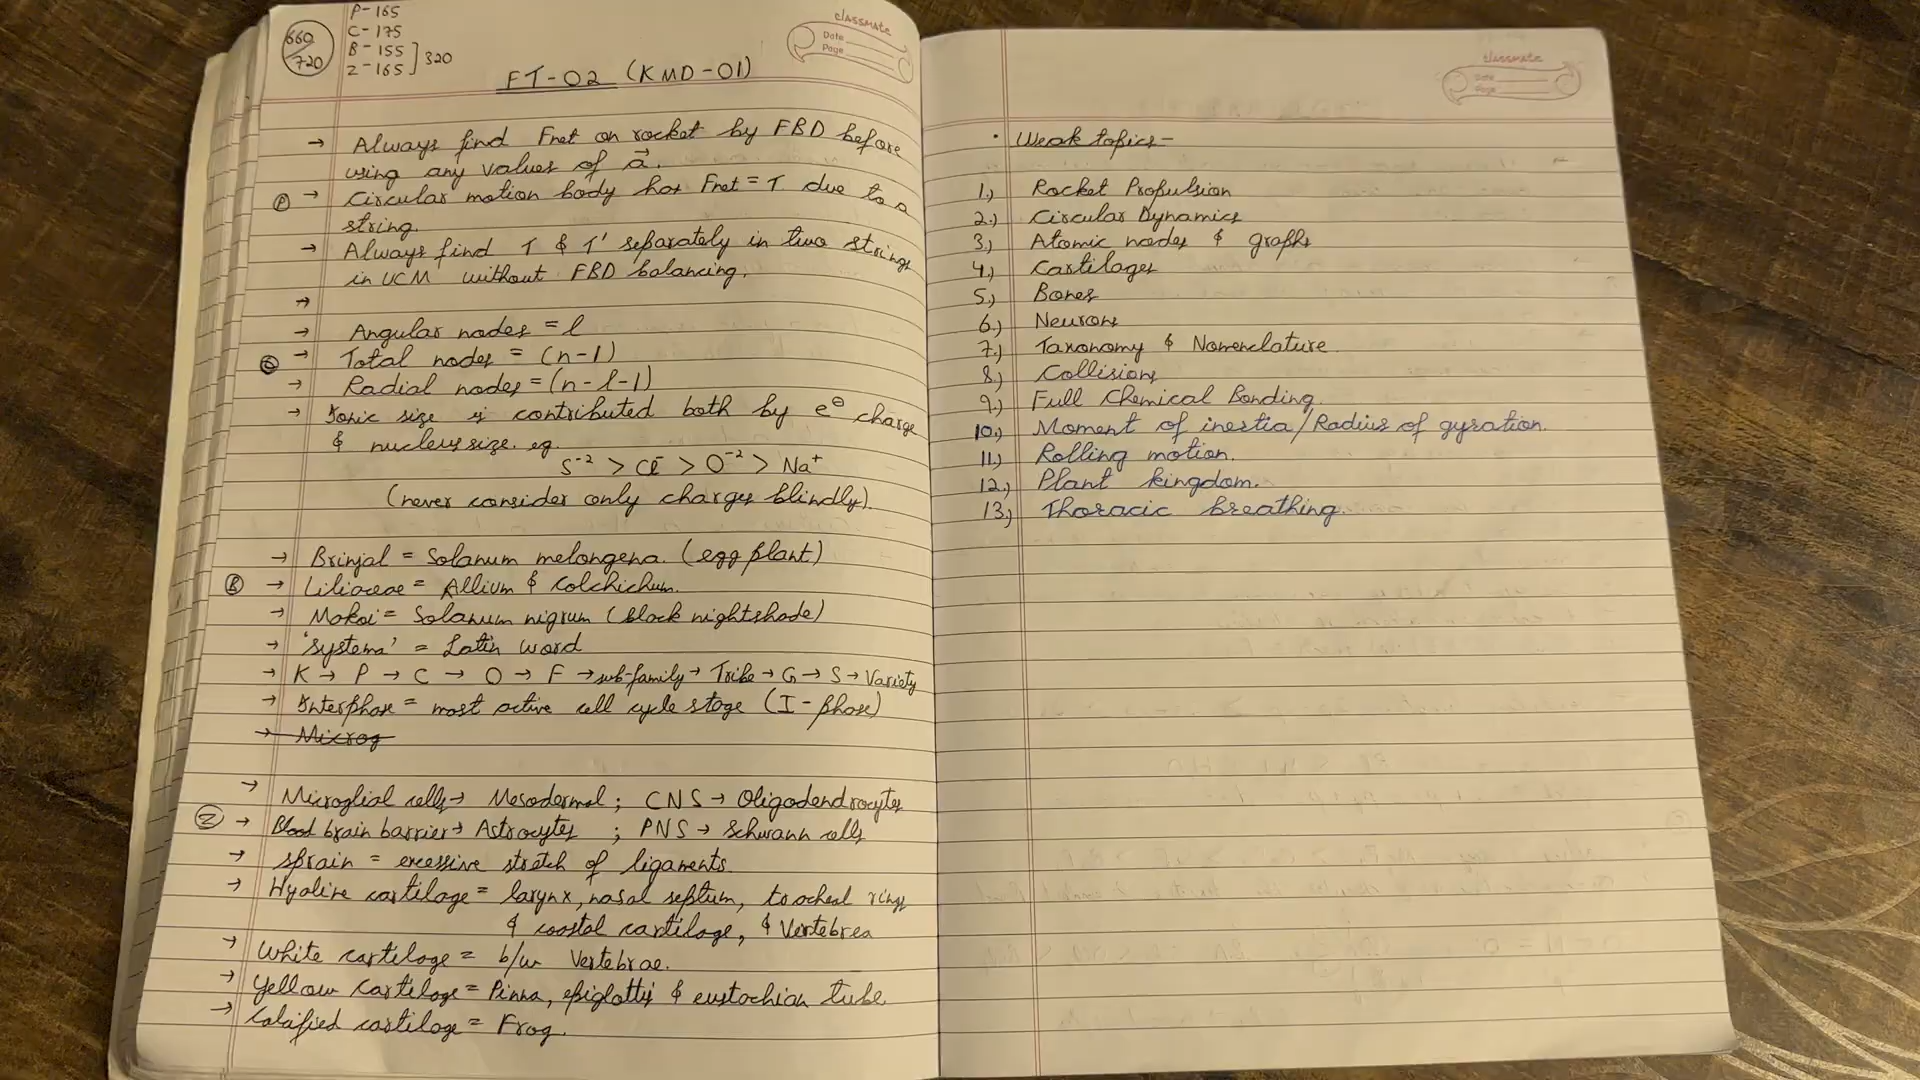 660/720
P-165
C-175
B-155
Z-165 ] 320
classmate
Date
Page
FT-02 (KMD-01)
→ Always find Fnet on rocket by FBD before
using any values of a⃗.
Ⓟ → Circular motion body has Fnet = T due to a
string.
→ Always find T & T' separately in two strings
in UCM without FBD balancing.
→
→ Angular nodes = l
Ⓒ → Total nodes = (n-1)
→ Radial nodes = (n-l-1)
→ Ionic size is contributed both by e⊖ charge
& nucleus size. eg.
S⁻² > Cl⁻ > O⁻² > Na⁺
(never consider only charges blindly).
→ Brinjal = Solanum melongena. (egg plant)
Ⓑ → Liliaceae = Allium & Colchichum.
→ Makoi = Solanum nigrum (black nightshade)
→ 'Systema' = Latin word
→ K → P → C → O → F → sub-family → Tribe → G → S → Variety
→ Interphase = most active cell cycle stage (I-phase)
→ Microg
→ Microglial cells → Mesodermal ; CNS → Oligodendrocytes
Ⓩ → Blood brain barrier → Astrocytes ; PNS → Schwann cells
→ Sprain = excessive stretch of ligaments.
→ Hyaline cartilage = larynx, nasal septum, tracheal rings
& coostal cartilage, & Vertebrea
→ White cartilage = b/w Vertebrae.
→ Yellow cartilage = Pinna, epiglottis & eustachian tube
→ Calcified cartilage = Frog.
classmate
Date
Page
• Weak topics-
1.) Rocket Propulsion
2.) Circular Dynamics
3.) Atomic nodes & graphs
4.) Cartilages
5.) Bones
6.) Neurons
7.) Taxonomy & Nomenclature
8.) Collisions
9.) Full Chemical Bonding.
10.) Moment of inertia/Radius of gyration.
11.) Rolling motion.
12.) Plant kingdom.
13.) Thoracic breathing.